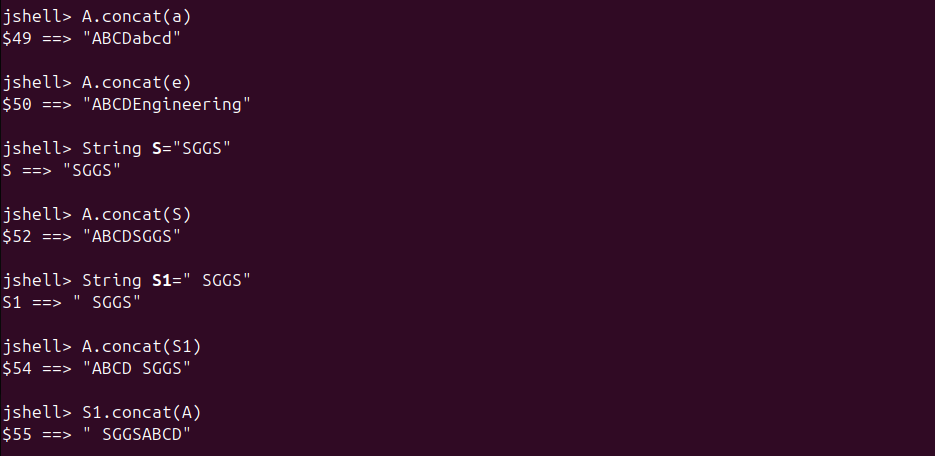 jshell> A.concat(a)
$49 ==> "ABCDabcd"
jshell> A.concat(e)
$50 ==> "ABCDEngineering"
jshell> String S="SGGS"
S ==> "SGGS"
jshell> A.concat(S)
$52 ==> "ABCDSGGS"
jshell> String S1=" SGGS"
S1 ==> " SGGS"
jshell> A.concat(S1)
$54 ==> "ABCD SGGS"
jshell> S1.concat(A)
$55 ==> " SGGSABCD"